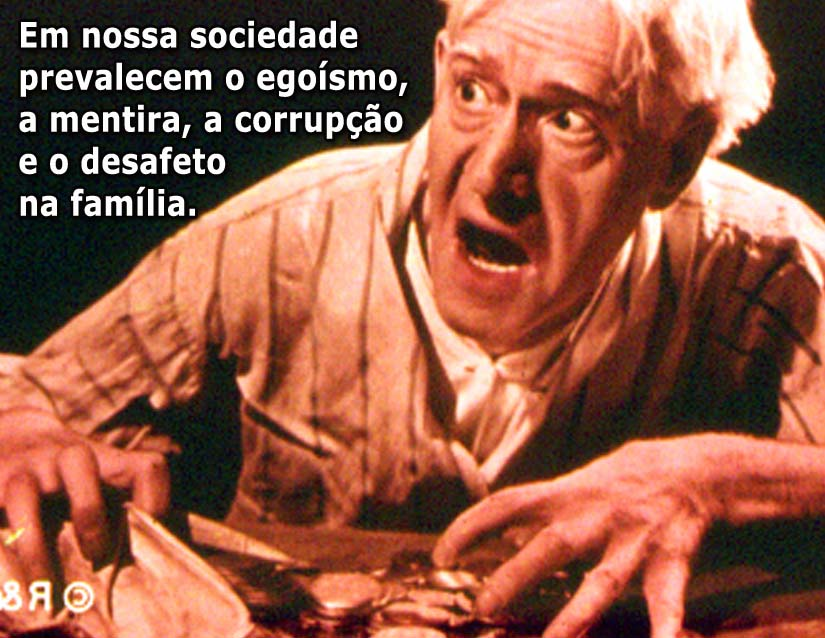 Em nossa sociedade
prevalecem o egoísmo,
a mentira, a corrupção
e o desafeto
na família.